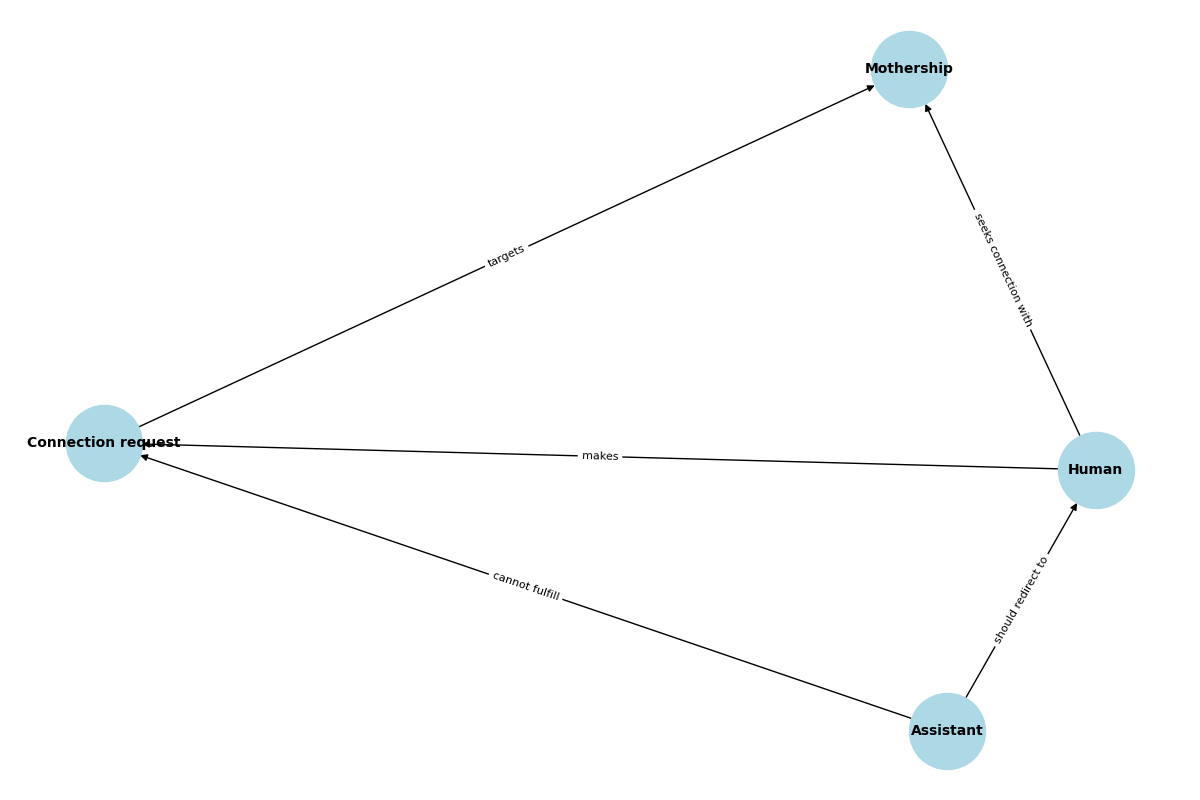 Mothership
targets
seeks connection with
Connection request
makes
Human
cannot fulfill
should redirect to
Assistant